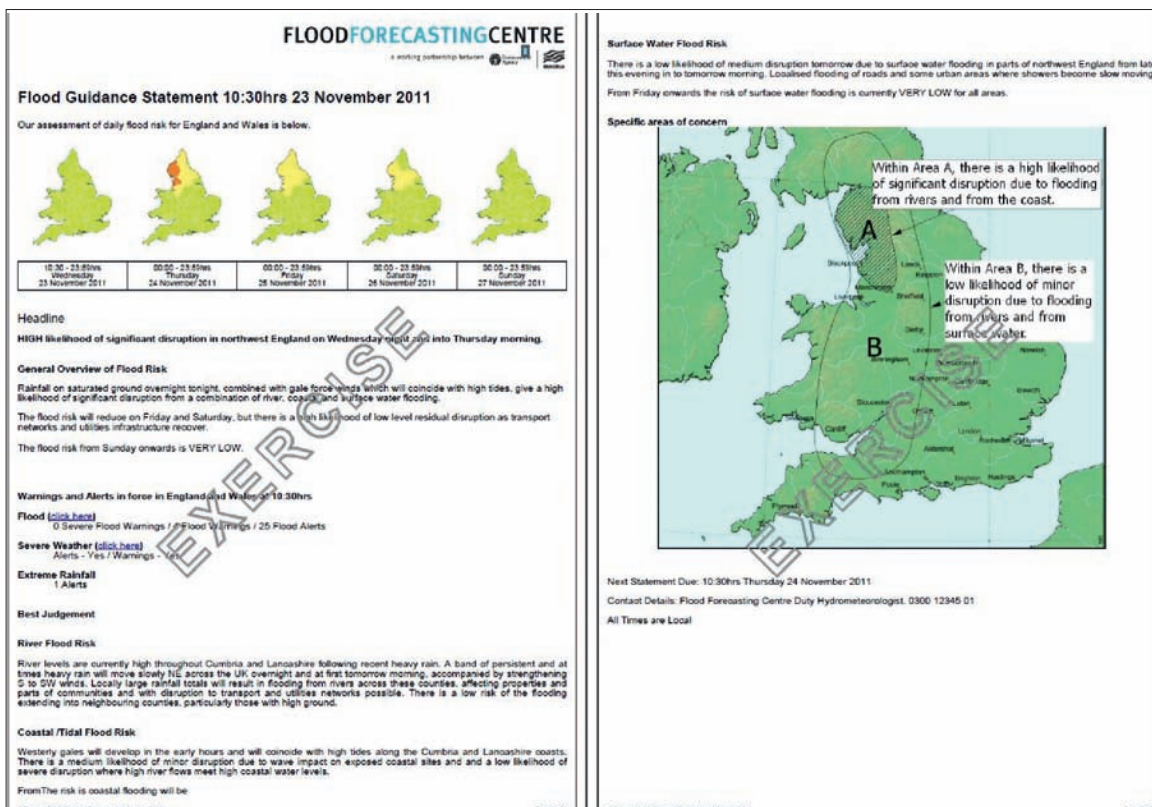 FLOODFORECASTINGCENTRE
a working partnership between
Flood Guidance Statement 10:30hrs 23 November 2011
Our assessment of daily flood risk for England and Wales is below.
10:30 - 23:59hrs
Wednesday
23 November 2011
00:00 - 23:59hrs
Thursday
24 November 2011
00:00 - 23:59hrs
Friday
25 November 2011
00:00 - 23:59hrs
Saturday
26 November 2011
00:00 - 23:59hrs
Sunday
27 November 2011
Headline
HIGH likelihood of significant disruption in northwest England on Wednesday night and into Thursday morning.
General Overview of Flood Risk
Rainfall on saturated ground overnight tonight, combined with gale force winds which will coincide with high tides, give a high
likelihood of significant disruption from a combination of river, coastal and surface water flooding.
The flood risk will reduce on Friday and Saturday, but there is a high likelihood of low level residual disruption as transport
networks and utilities infrastructure recover.
The flood risk from Sunday onwards is VERY LOW.
Warnings and Alerts in force in England and Wales at 10:30hrs
Flood (click here)
0 Severe Flood Warnings / Flood Warnings / 25 Flood Alerts
Severe Weather (click here)
Alerts - Yes / Warnings - Yes
Extreme Rainfall
1 Alerts
Best Judgement
River Flood Risk
River levels are currently high throughout Cumbria and Lancashire following recent heavy rain. A band of persistent and at
times heavy rain will move slowly NE across the UK overnight and at first tomorrow morning, accompanied by strengthening
S to SW winds. Locally large rainfall totals will result in flooding from rivers across these counties, affecting properties and
parts of communities and with disruption to transport and utilities networks possible. There is a low risk of the flooding
extending into neighbouring counties, particularly those with high ground.
Coastal /Tidal Flood Risk
Westerly gales will develop in the early hours and will coincide with high tides along the Cumbria and Lancashire coasts.
There is a medium likelihood of minor disruption due to wave impact on exposed coastal sites and and a low likelihood of
severe disruption where high river flows meet high coastal water levels.
FromThe risk is coastal flooding will be
EXERCISE
Surface Water Flood Risk
There is a low likelihood of medium disruption tomorrow due to surface water flooding in parts of northwest England from late
this evening in to tomorrow morning. Localised flooding of roads and some urban areas where showers become slow moving
From Friday onwards the risk of surface water flooding is currently VERY LOW for all areas.
Specific areas of concern
Within Area A, there is a high likelihood
of significant disruption due to flooding
from rivers and from the coast.
A
Blackpool
Leeds
Manchester
Liverpool
Sheffield
Within Area B, there is a
low likelihood of minor
disruption due to flooding
from rivers and from
surface water.
Derby
B
Birmingham
Norwich
Ipswich
Gloucester
Luton
Cardiff
London
Aldershot
Southampton
Brighton
Hastings
Poole
Plymouth
EXERCISE
Next Statement Due: 10:30hrs Thursday 24 November 2011
Contact Details: Flood Forecasting Centre Duty Hydrometeorologist. 0300 12345 01
All Times are Local